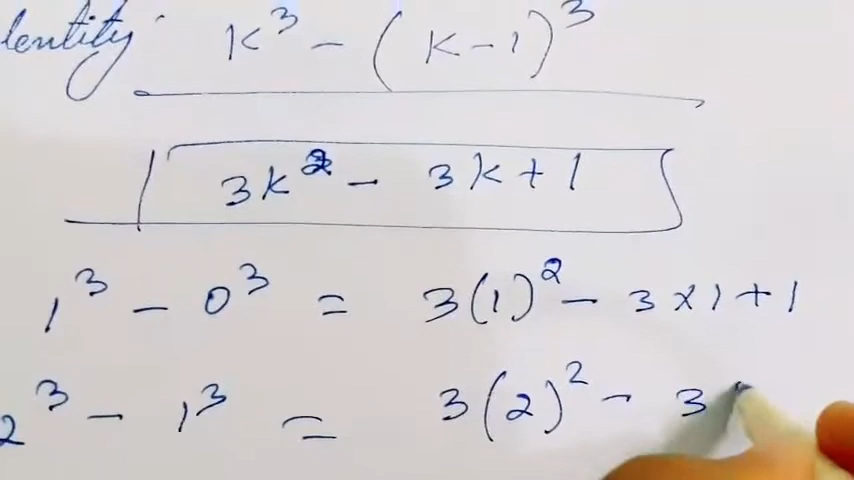 dentity: k³ - (k-1)³
3k² - 3k + 1
1³ - 0³ = 3(1)² - 3 × 1 + 1
2³ - 1³ = 3(2)² - 3